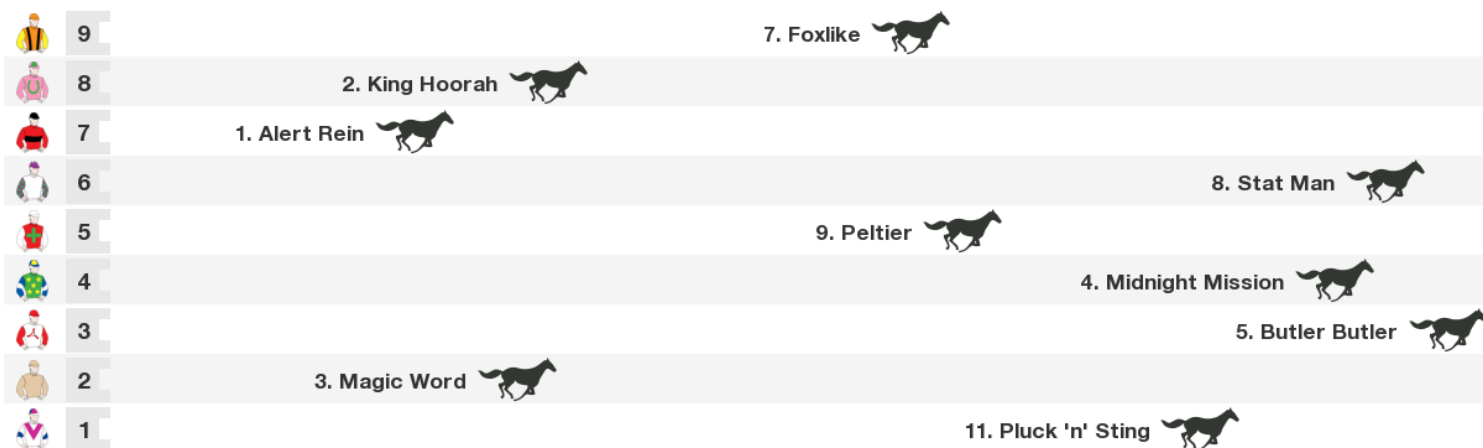 9 7. Foxlike
8 2. King Hoorah
7 1. Alert Rein
6 8. Stat Man
5 9. Peltier
4 4. Midnight Mission
3 5. Butler Butler
2 3. Magic Word
1 11. Pluck 'n' Sting